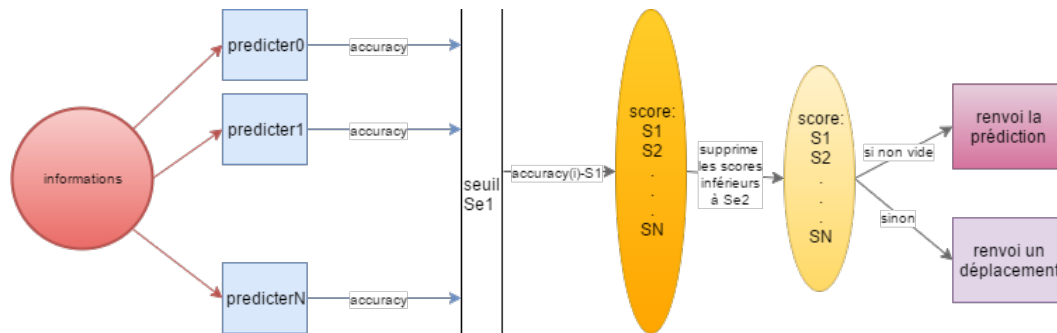 informations
predicter0
predicter1
predicterN
accuracy
accuracy
accuracy
seuil
Se1
accuracy(i)-S1
score:
S1
S2
.
.
.
SN
supprime
les scores
inférieurs
à Se2
score:
S1
S2
.
.
.
SN
si non vide
sinon
renvoi la
prédiction
renvoi un
déplacement